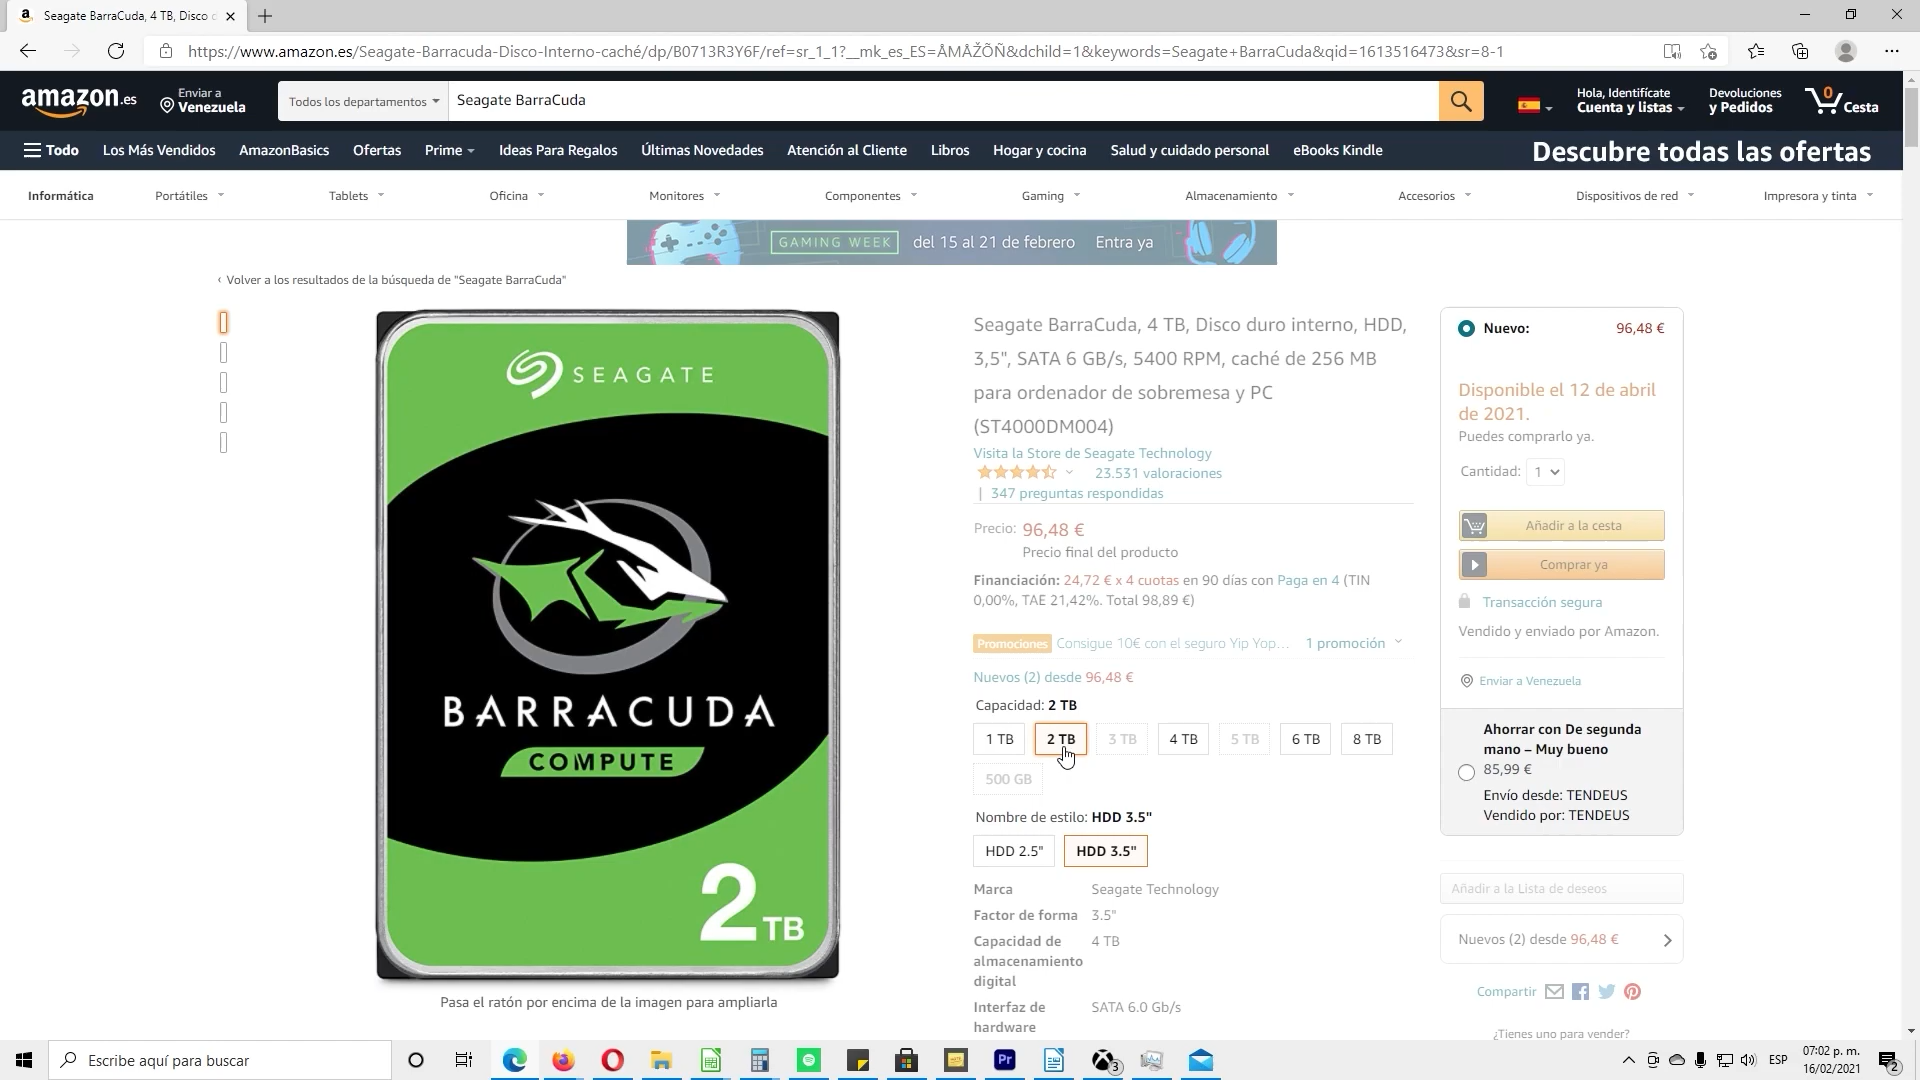 Seagate BarraCuda, 4 TB, Disco d
https://www.amazon.es/Seagate-Barracuda-Disco-Interno-caché/dp/B0713R3Y6F/ref=sr_1_1?__mk_es_ES=ÅMÅŽÕÑ&dchild=1&keywords=Seagate+BarraCuda&qid=1613516473&sr=8-1
amazon.es
Enviar a
Venezuela
Todos los departamentos
Seagate BarraCuda
Hola, Identifícate
Cuenta y listas
Devoluciones
y Pedidos
0
Cesta
Todo
Los Más Vendidos
AmazonBasics
Ofertas
Prime
Ideas Para Regalos
Últimas Novedades
Atención al Cliente
Libros
Hogar y cocina
Salud y cuidado personal
eBooks Kindle
Descubre todas las ofertas
Informática
Portátiles
Tablets
Oficina
Monitores
Componentes
Gaming
Almacenamiento
Accesorios
Dispositivos de red
Impresora y tinta
GAMING WEEK
del 15 al 21 de febrero
Entra ya
‹ Volver a los resultados de la búsqueda de "Seagate BarraCuda"
SEAGATE
BARRACUDA
COMPUTE
2 TB
Pasa el ratón por encima de la imagen para ampliarla
Seagate BarraCuda, 4 TB, Disco duro interno, HDD,
3,5", SATA 6 GB/s, 5400 RPM, caché de 256 MB
para ordenador de sobremesa y PC
(ST4000DM004)
Visita la Store de Seagate Technology
23.531 valoraciones
| 347 preguntas respondidas
Precio: 96,48 €
Precio final del producto
Financiación: 24,72 € x 4 cuotas en 90 días con Paga en 4 (TIN
0,00%, TAE 21,42%. Total 98,89 €)
Promociones Consigue 10€ con el seguro Yip Yop... 1 promoción
Nuevos (2) desde 96,48 €
Capacidad: 2 TB
1 TB
2 TB
3 TB
4 TB
5 TB
6 TB
8 TB
500 GB
Nombre de estilo: HDD 3.5"
HDD 2.5"
HDD 3.5"
Marca Seagate Technology
Factor de forma 3.5"
Capacidad de 4 TB
almacenamiento
digital
Interfaz de SATA 6.0 Gb/s
hardware
Nuevo: 96,48 €
Disponible el 12 de abril
de 2021.
Puedes comprarlo ya.
Cantidad: 1
Añadir a la cesta
Comprar ya
Transacción segura
Vendido y enviado por Amazon.
Enviar a Venezuela
Ahorrar con De segunda
mano – Muy bueno
85,99 €
Envío desde: TENDEUS
Vendido por: TENDEUS
Añadir a la Lista de deseos
Nuevos (2) desde 96,48 €
Compartir
¿Tienes uno para vender?
Escribe aquí para buscar
Pr
3
ESP
07:02 p. m.
16/02/2021
2